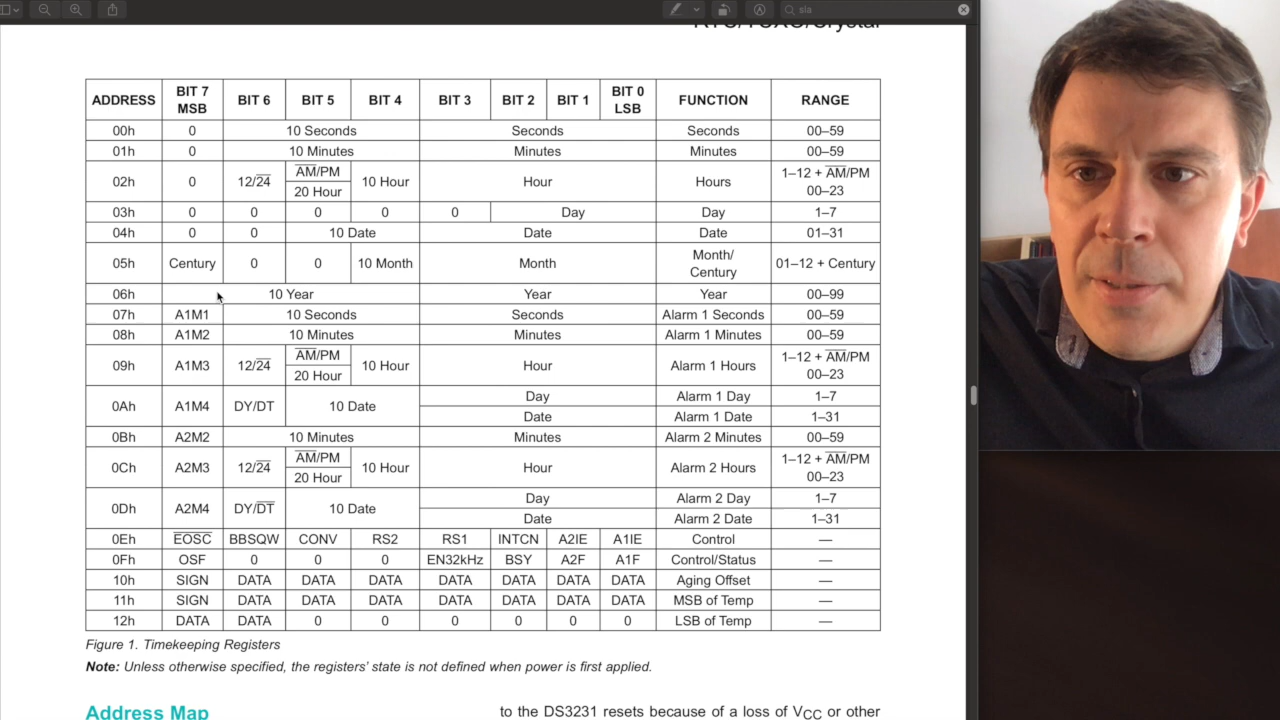 sla
RTC/TCXO/Crystal
ADDRESS BIT 7 MSB BIT 6 BIT 5 BIT 4 BIT 3 BIT 2 BIT 1 BIT 0 LSB FUNCTION RANGE
00h 0 10 Seconds Seconds Seconds 00–59
01h 0 10 Minutes Minutes Minutes 00–59
02h 0 12/24 AM/PM 20 Hour 10 Hour Hour Hours 1–12 + AM/PM 00–23
03h 0 0 0 0 0 Day Day 1–7
04h 0 0 10 Date Date Date 01–31
05h Century 0 0 10 Month Month Month/ Century 01–12 + Century
06h 10 Year Year Year 00–99
07h A1M1 10 Seconds Seconds Alarm 1 Seconds 00–59
08h A1M2 10 Minutes Minutes Alarm 1 Minutes 00–59
09h A1M3 12/24 AM/PM 20 Hour 10 Hour Hour Alarm 1 Hours 1–12 + AM/PM 00–23
0Ah A1M4 DY/DT 10 Date Day Alarm 1 Day 1–7
Date Alarm 1 Date 1–31
0Bh A2M2 10 Minutes Minutes Alarm 2 Minutes 00–59
0Ch A2M3 12/24 AM/PM 20 Hour 10 Hour Hour Alarm 2 Hours 1–12 + AM/PM 00–23
0Dh A2M4 DY/DT 10 Date Day Alarm 2 Day 1–7
Date Alarm 2 Date 1–31
0Eh EOSC BBSQW CONV RS2 RS1 INTCN A2IE A1IE Control —
0Fh OSF 0 0 0 EN32kHz BSY A2F A1F Control/Status —
10h SIGN DATA DATA DATA DATA DATA DATA DATA Aging Offset —
11h SIGN DATA DATA DATA DATA DATA DATA DATA MSB of Temp —
12h DATA DATA 0 0 0 0 0 0 LSB of Temp —
Figure 1. Timekeeping Registers
Note: Unless otherwise specified, the registers’ state is not defined when power is first applied.
Address Map
to the DS3231 resets because of a loss of VCC or other